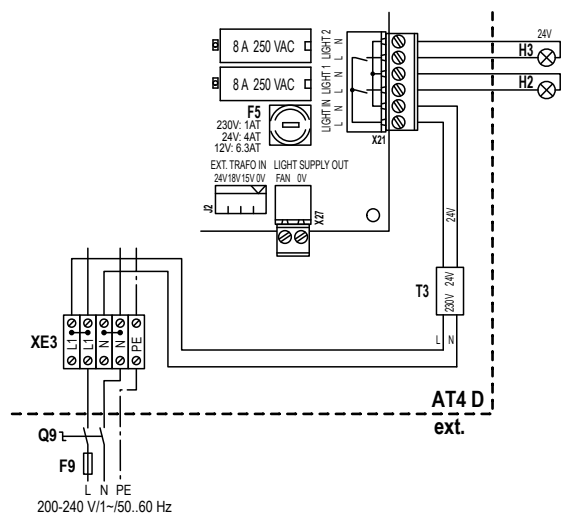 8 A 250 VAC
8 A 250 VAC
LIGHT 2
N
L
LIGHT 1
N
L
LIGHT IN
N
L
24V
H3
H2
F5
230V: 1AT
24V: 4AT
12V: 6.3AT
X21
EXT. TRAFO IN
24V 18V 15V 0V
J2
LIGHT SUPPLY OUT
FAN 0V
X27
24V
T3
230V 24V
L N
XE3
L1
L1
N
N
PE
AT4 D
ext.
Q9
F9
L N PE
200-240 V/1~/50..60 Hz